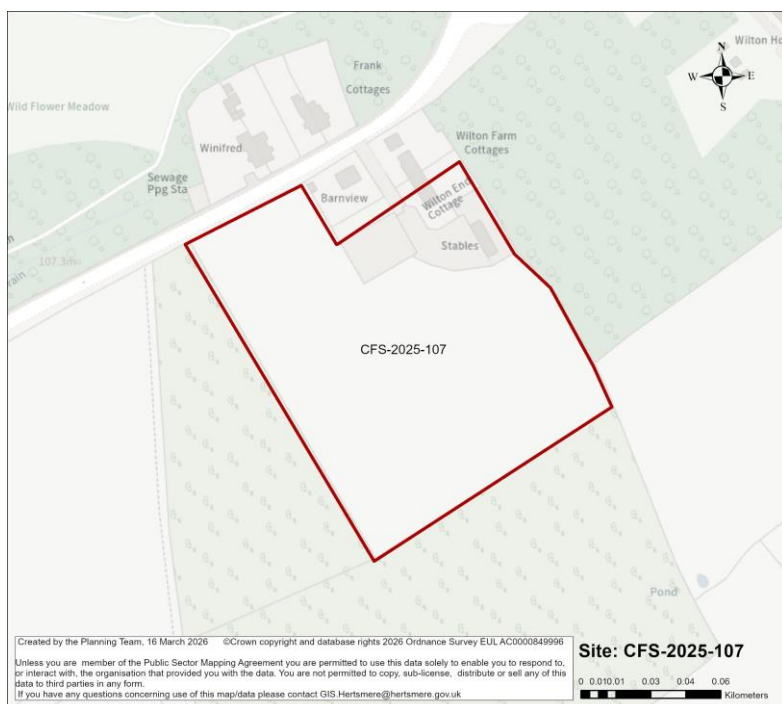 Wilton Ho
N
W E
S
Frank
Cottages
Wild Flower Meadow
Winifred
Wilton Farm
Cottages
Sewage
Ppg Sta
Barnview
Wilton End
Cottage
Stables
107.3m
rain
CFS-2025-107
Pond
Created by the Planning Team, 16 March 2026 ©Crown copyright and database rights 2026 Ordnance Survey EUL AC0000849996
Unless you are member of the Public Sector Mapping Agreement you are permitted to use this data solely to enable you to respond to,
or interact with, the organisation that provided you with the data. You are not permitted to copy, sub-license, distribute or sell any of this
data to third parties in any form.
If you have any questions concerning use of this map/data please contact GIS.Hertsmere@hertsmere.gov.uk
Site: CFS-2025-107
0 0.010.01 0.02 0.04 0.06
Kilometers